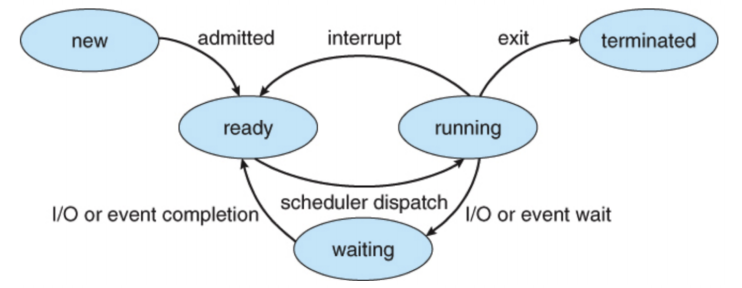 new
admitted
interrupt
exit
terminated
ready
running
scheduler dispatch
I/O or event completion
I/O or event wait
waiting